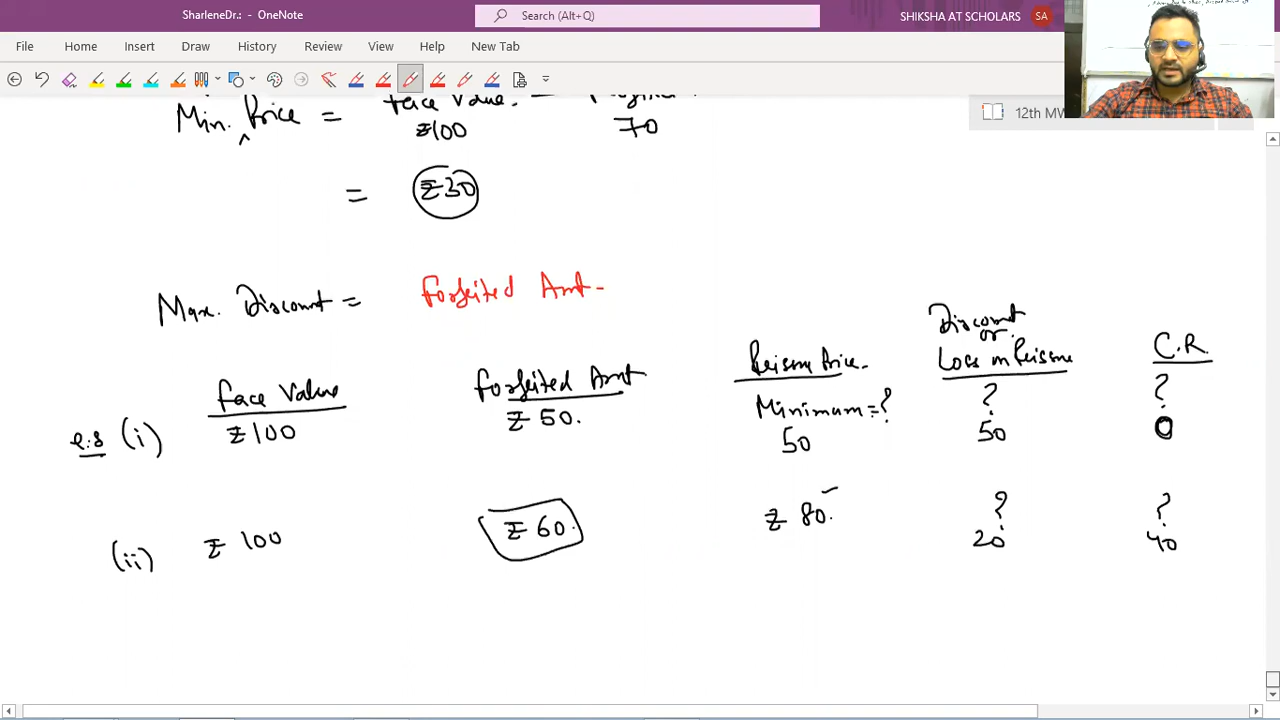 SharleneDr.: - OneNote
Search (Alt+Q)
SHIKSHA AT SCHOLARS SA
File Home Insert Draw History Review View Help New Tab
12th MW
Min. Price = Face Value. -
₹100 70
= ₹30
Max. Discount = Forfeited Amt.
Face Value Forfeited Amt Reissue Price. Discount or Loss on Reissue C.R.
e.g (i) ₹100 ₹ 50. Minimum = ? ? ?
50 50 0
(ii) ₹ 100 ₹ 60. ₹ 80. ? ?
20 40